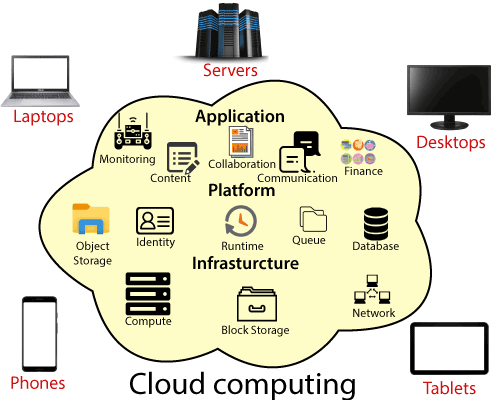 Servers
Laptops
Desktops
Application
Monitoring
Content
Collaboration
Communication
Finance
Platform
Object
Storage
Identity
Runtime
Queue
Database
Infrasturcture
Compute
Block Storage
Network
Phones
Cloud computing
Tablets